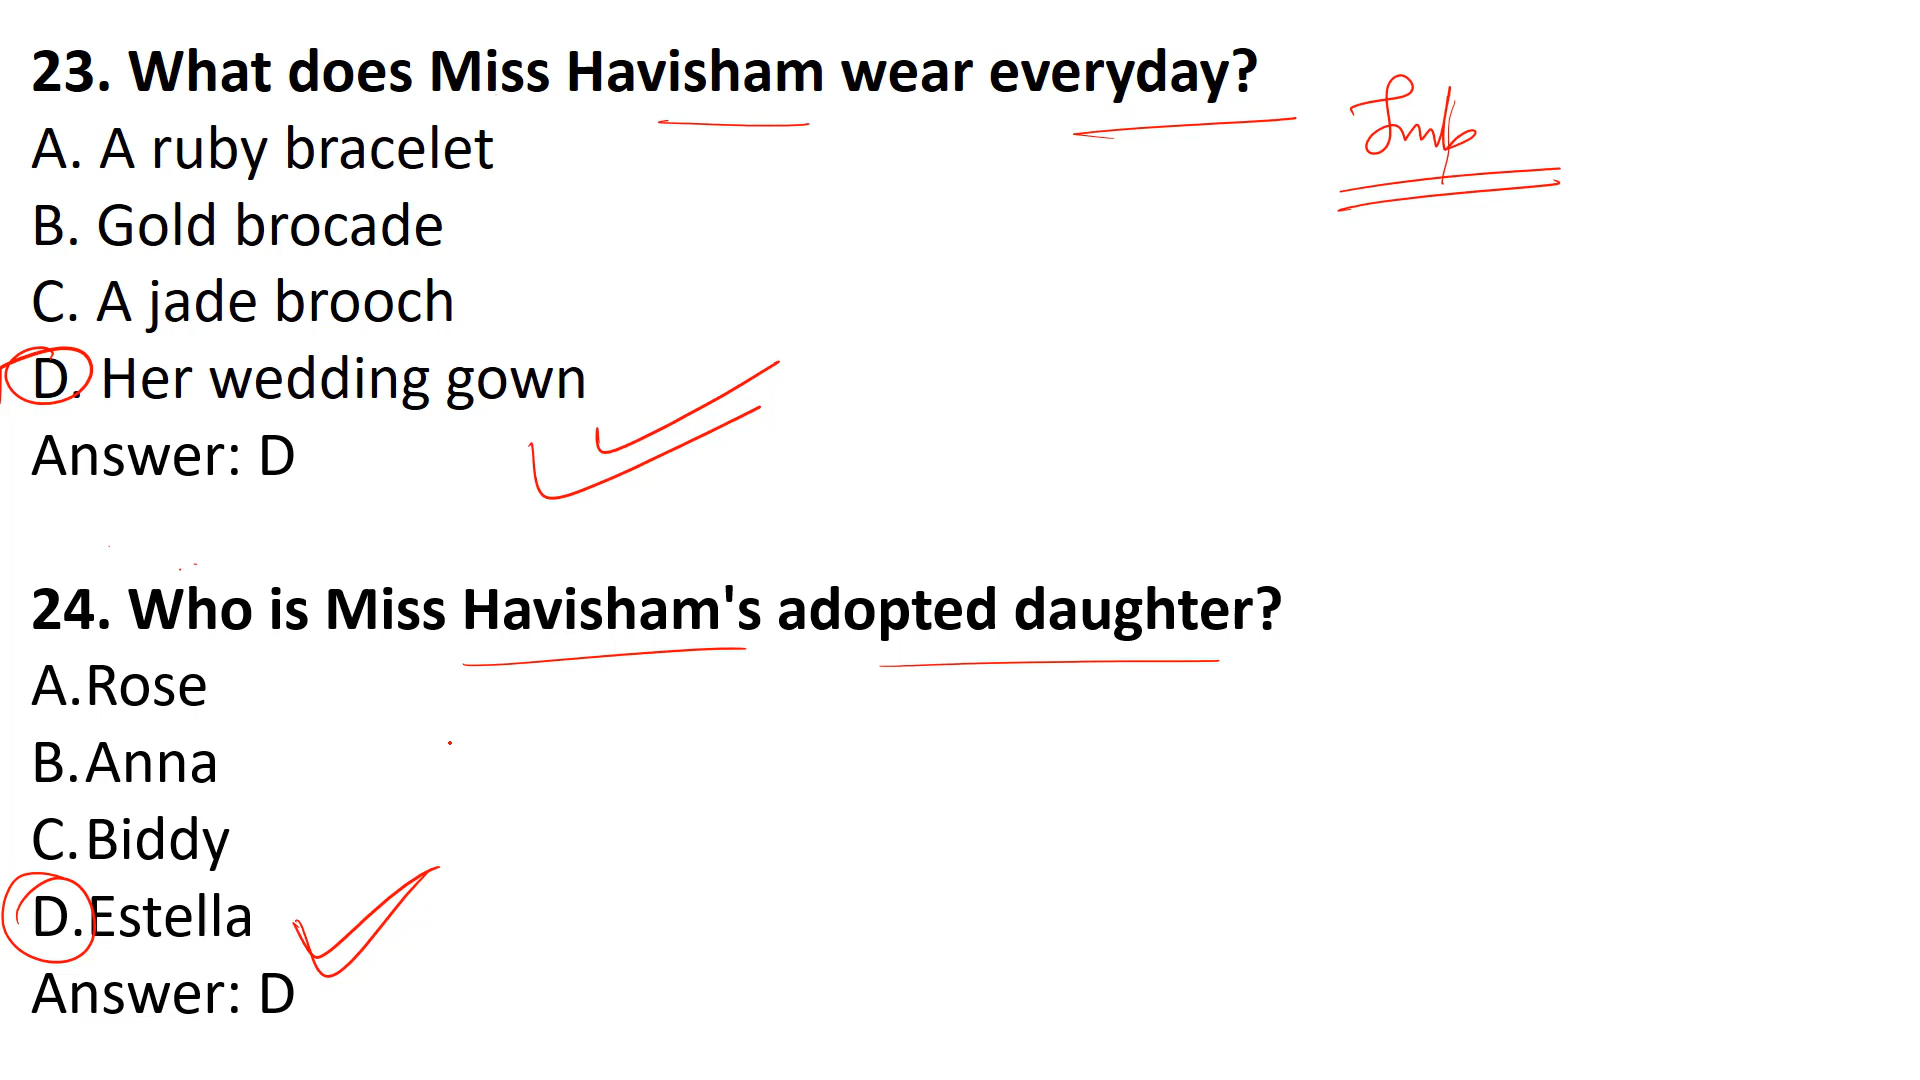 23. What does Miss Havisham wear everyday?
Imp
A. A ruby bracelet
B. Gold brocade
C. A jade brooch
D. Her wedding gown
Answer: D
24. Who is Miss Havisham's adopted daughter?
A.Rose
B.Anna
C.Biddy
D.Estella
Answer: D